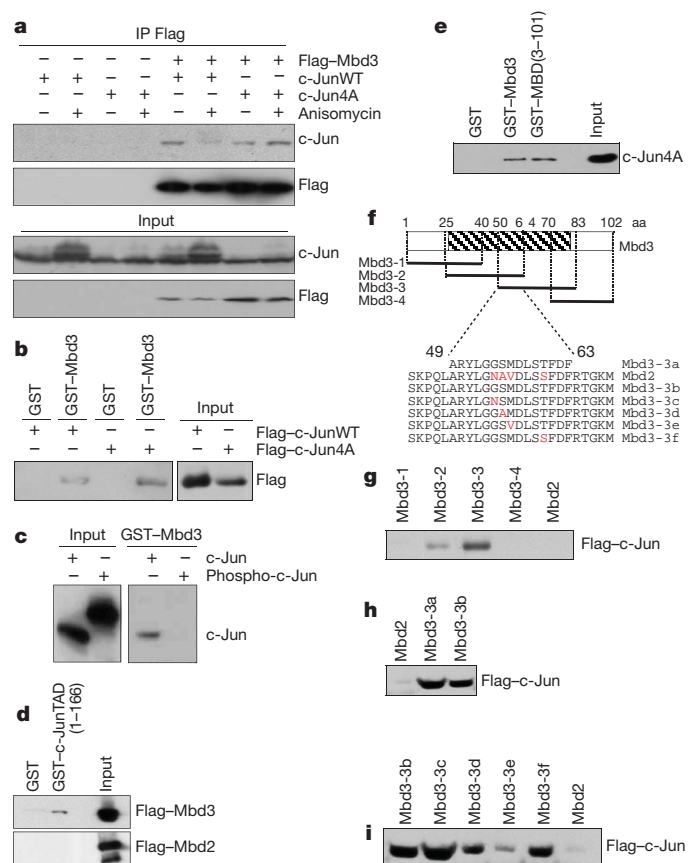 a
IP Flag
− − − − + + + + Flag–Mbd3
+ + − − + + − − c-JunWT
− − + + − − + + c-Jun4A
− + − + − + − + Anisomycin
c-Jun
Flag
Input
c-Jun
Flag
b
GST
GST–Mbd3
GST
GST–Mbd3
Input
+ + − − + − Flag–c-JunWT
− − + + − + Flag–c-Jun4A
Flag
c
Input GST–Mbd3
+ − + − c-Jun
− + − + Phospho-c-Jun
c-Jun
d
GST
GST–c-JunTAD
(1–166)
Input
Flag–Mbd3
Flag–Mbd2
e
GST
GST–Mbd3
GST–MBD(3–101)
Input
c-Jun4A
f
1 25 40 50 6 4 70 83 102 aa
Mbd3
Mbd3-1
Mbd3-2
Mbd3-3
Mbd3-4
49 63
ARYLGGSMDLSTFDF Mbd3-3a
SKPQLARYLGNAVDLSSFDFRTGKM Mbd2
SKPQLARYLGGSMDLSTFDFRTGKM Mbd3-3b
SKPQLARYLGNSMDLSTFDFRTGKM Mbd3-3c
SKPQLARYLGGAMDLSTFDFRTGKM Mbd3-3d
SKPQLARYLGGSVDLSTFDFRTGKM Mbd3-3e
SKPQLARYLGGSMDLSSFDFRTGKM Mbd3-3f
g
Mbd3-1
Mbd3-2
Mbd3-3
Mbd3-4
Mbd2
Flag–c-Jun
h
Mbd2
Mbd3-3a
Mbd3-3b
Flag–c-Jun
i
Mbd3-3b
Mbd3-3c
Mbd3-3d
Mbd3-3e
Mbd3-3f
Mbd2
Flag–c-Jun